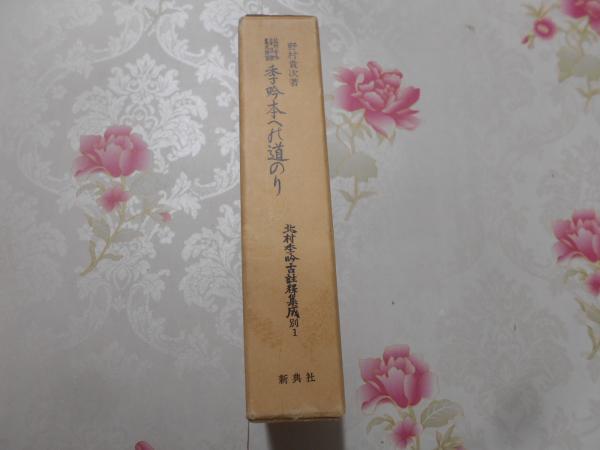 野村貴次著
季吟本への道のり
北村季吟古註釈集成 別1
新典社